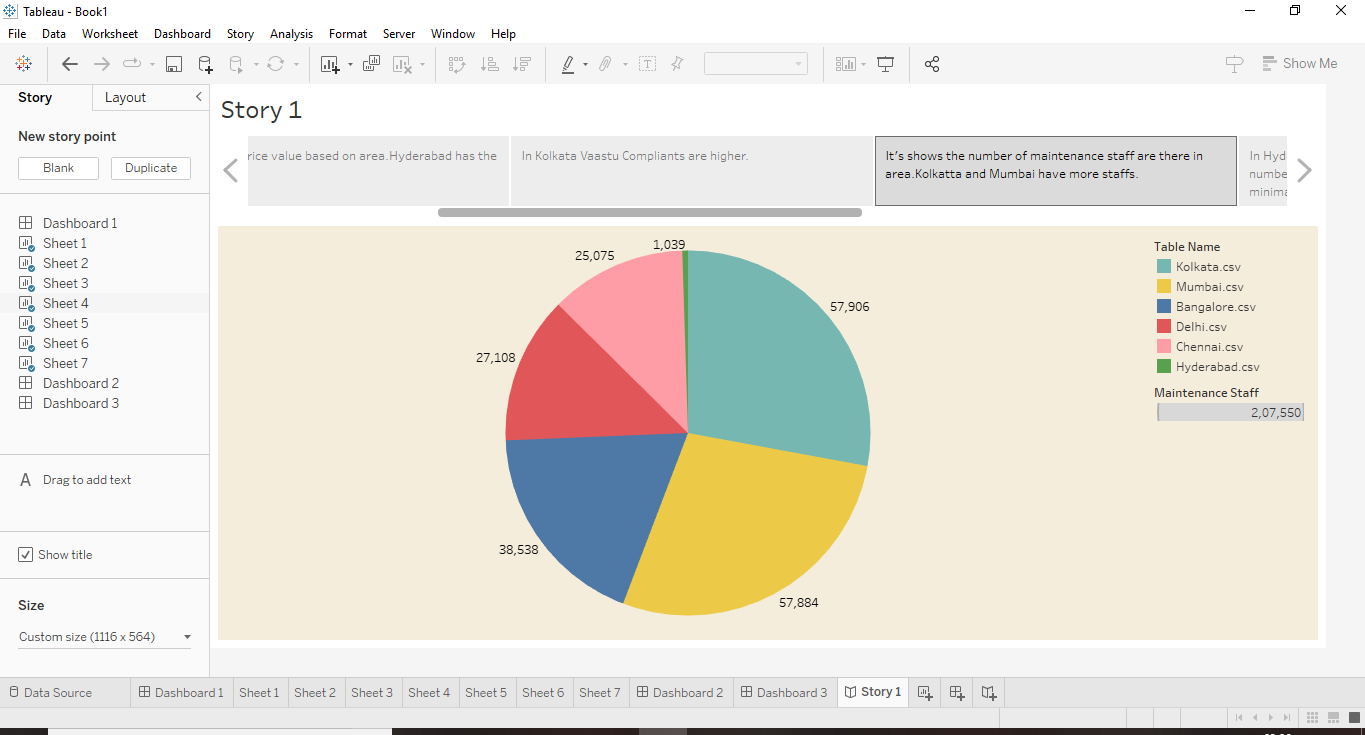 Tableau - Book1
File Data Worksheet Dashboard Story Analysis Format Server Window Help
Show Me
Story Layout
New story point
Blank Duplicate
Dashboard 1
Sheet 1
Sheet 2
Sheet 3
Sheet 4
Sheet 5
Sheet 6
Sheet 7
Dashboard 2
Dashboard 3
A Drag to add text
Show title
Size
Custom size (1116 x 564)
Story 1
value based on area.Hyderabad has the
In Kolkata Vaastu Compliants are higher.
It's shows the number of maintenance staff are there in
area.Kolkatta and Mumbai have more staffs.
In
1,039
25,075
57,906
27,108
38,538
57,884
Table Name
Kolkata.csv
Mumbai.csv
Bangalore.csv
Delhi.csv
Chennai.csv
Hyderabad.csv
Maintenance Staff
2,07,550
Data Source Dashboard 1 Sheet 1 Sheet 2 Sheet 3 Sheet 4 Sheet 5 Sheet 6 Sheet 7 Dashboard 2 Dashboard 3 Story 1